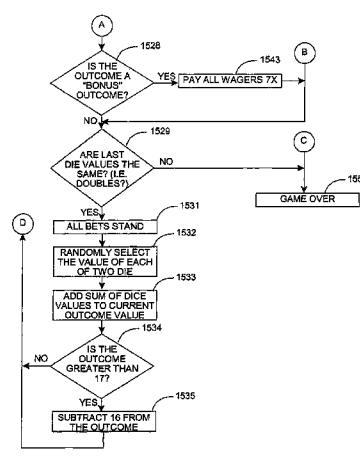 A
1528
IS THE
OUTCOME A
"BONUS"
OUTCOME?
YES
1543
PAY ALL WAGERS 7X
B
NO
1529
ARE LAST
DIE VALUES THE
SAME? (I.E.
DOUBLES?)
NO
C
GAME OVER
YES
1531
ALL BETS STAND
D
1532
RANDOMLY SELECT
THE VALUE OF EACH
OF TWO DIE
1533
ADD SUM OF DICE
VALUES TO CURRENT
OUTCOME VALUE
1534
IS THE
OUTCOME
GREATER THAN
17?
NO
YES
1535
SUBTRACT 16 FROM
THE OUTCOME